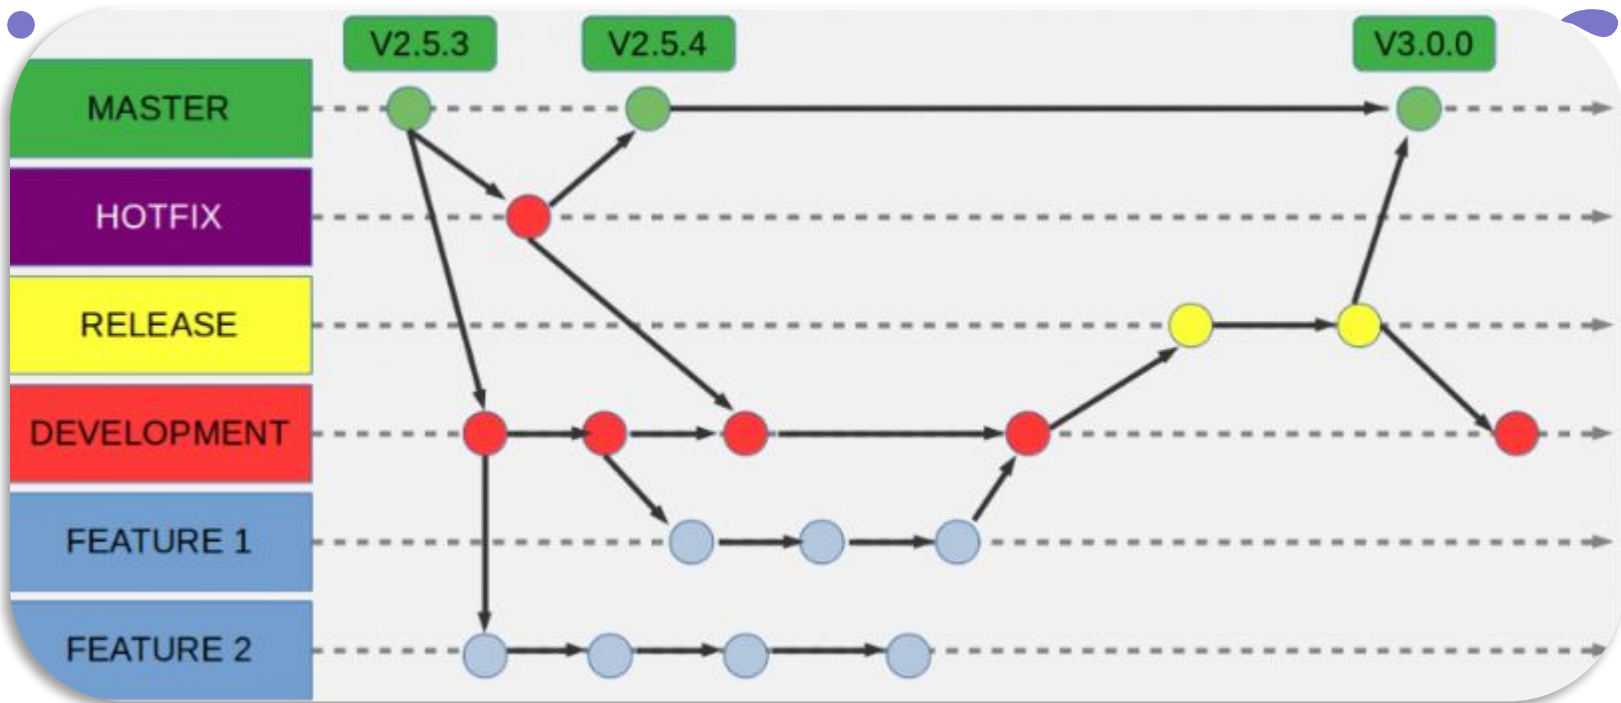 V2.5.3
V2.5.4
V3.0.0
MASTER
HOTFIX
RELEASE
DEVELOPMENT
FEATURE 1
FEATURE 2